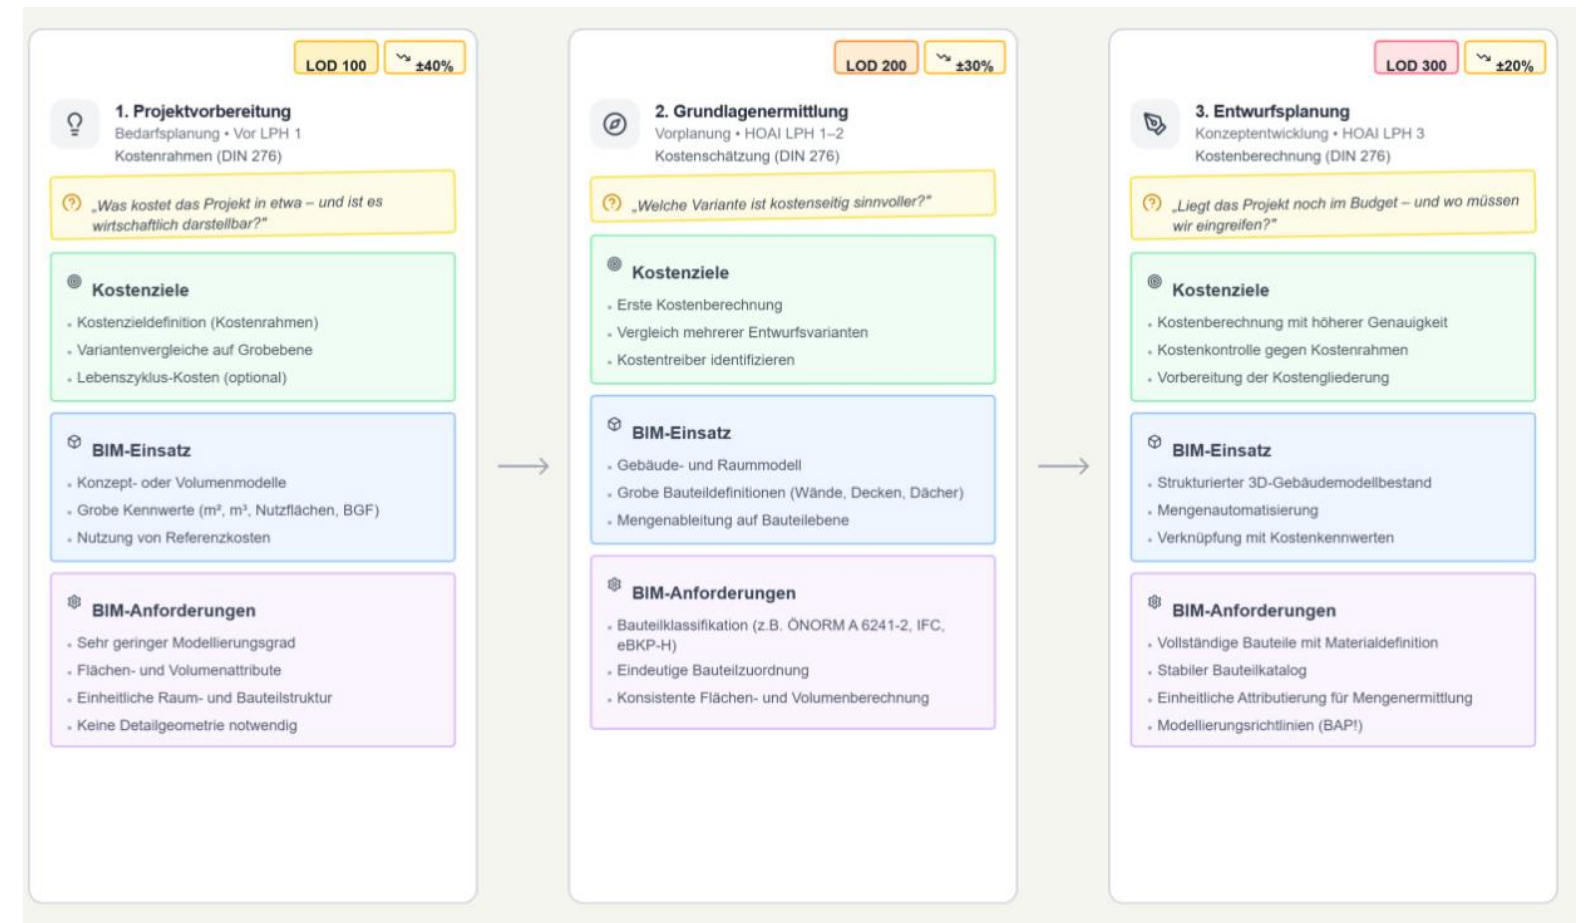 LOD 100
±40%
1. Projektvorbereitung
Bedarfsplanung • Vor LPH 1
Kostenrahmen (DIN 276)
„Was kostet das Projekt in etwa – und ist es
wirtschaftlich darstellbar?"
Kostenziele
• Kostenzieldefinition (Kostenrahmen)
• Variantenvergleiche auf Grobebene
• Lebenszyklus-Kosten (optional)
BIM-Einsatz
• Konzept- oder Volumenmodelle
• Grobe Kennwerte (m², m³, Nutzflächen, BGF)
• Nutzung von Referenzkosten
BIM-Anforderungen
• Sehr geringer Modellierungsgrad
• Flächen- und Volumenattribute
• Einheitliche Raum- und Bauteilstruktur
• Keine Detailgeometrie notwendig
LOD 200
±30%
2. Grundlagenermittlung
Vorplanung • HOAI LPH 1–2
Kostenschätzung (DIN 276)
„Welche Variante ist kostenseitig sinnvoller?"
Kostenziele
• Erste Kostenberechnung
• Vergleich mehrerer Entwurfsvarianten
• Kostentreiber identifizieren
BIM-Einsatz
• Gebäude- und Raummodell
• Grobe Bauteildefinitionen (Wände, Decken, Dächer)
• Mengenableitung auf Bauteilebene
BIM-Anforderungen
• Bauteilklassifikation (z.B. ÖNORM A 6241-2, IFC,
eBKP-H)
• Eindeutige Bauteilzuordnung
• Konsistente Flächen- und Volumenberechnung
LOD 300
±20%
3. Entwurfsplanung
Konzeptentwicklung • HOAI LPH 3
Kostenberechnung (DIN 276)
„Liegt das Projekt noch im Budget – und wo müssen
wir eingreifen?"
Kostenziele
• Kostenberechnung mit höherer Genauigkeit
• Kostenkontrolle gegen Kostenrahmen
• Vorbereitung der Kostengliederung
BIM-Einsatz
• Strukturierter 3D-Gebäudemodellbestand
• Mengenautomatisierung
• Verknüpfung mit Kostenkennwerten
BIM-Anforderungen
• Vollständige Bauteile mit Materialdefinition
• Stabiler Bauteilkatalog
• Einheitliche Attributierung für Mengenermittlung
• Modellierungsrichtlinien (BAP!)